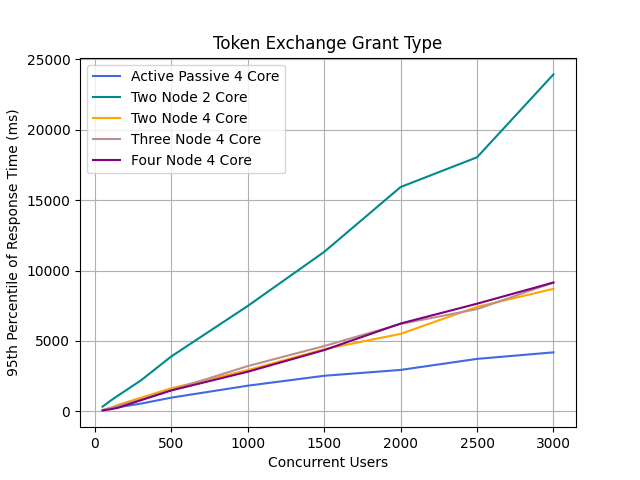 Token Exchange Grant Type
95th Percentile of Response Time (ms)
25000
20000
15000
10000
5000
0
Active Passive 4 Core
Two Node 2 Core
Two Node 4 Core
Three Node 4 Core
Four Node 4 Core
0 500 1000 1500 2000 2500 3000
Concurrent Users